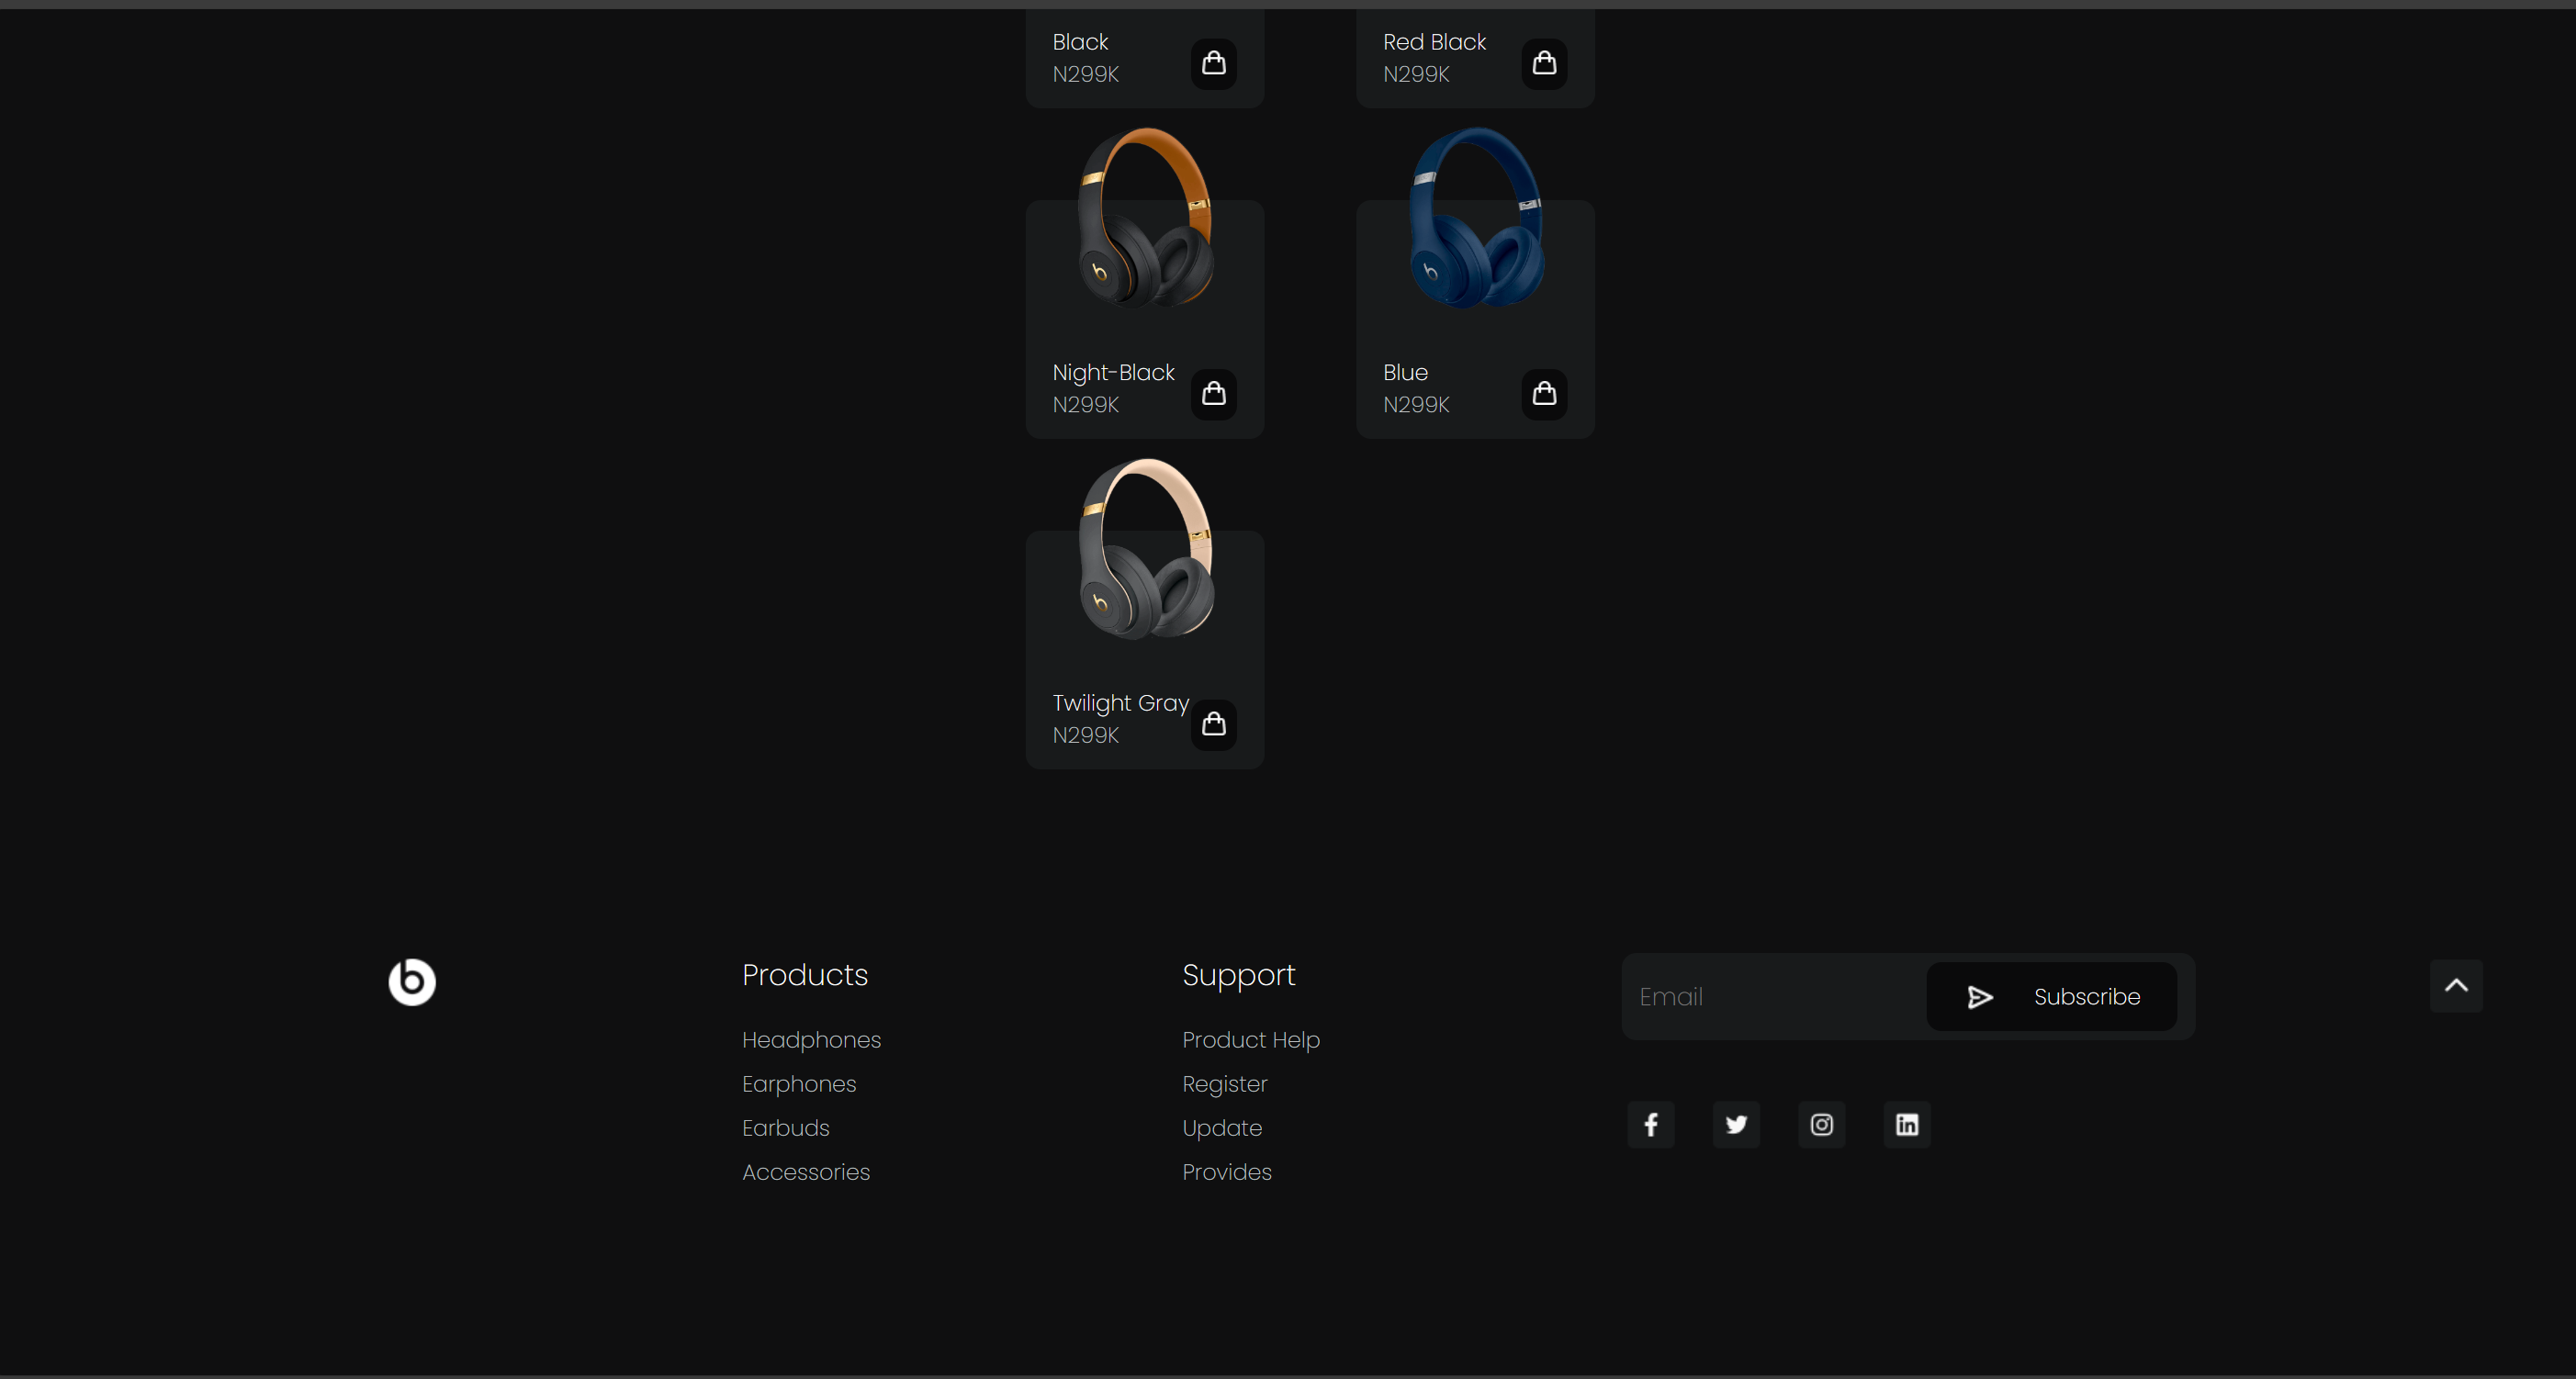 Black
N299K
Red Black
N299K
Night-Black
N299K
Blue
N299K
Twilight Gray
N299K
Products
Headphones
Earphones
Earbuds
Accessories
Support
Product Help
Register
Update
Provides
Email
Subscribe